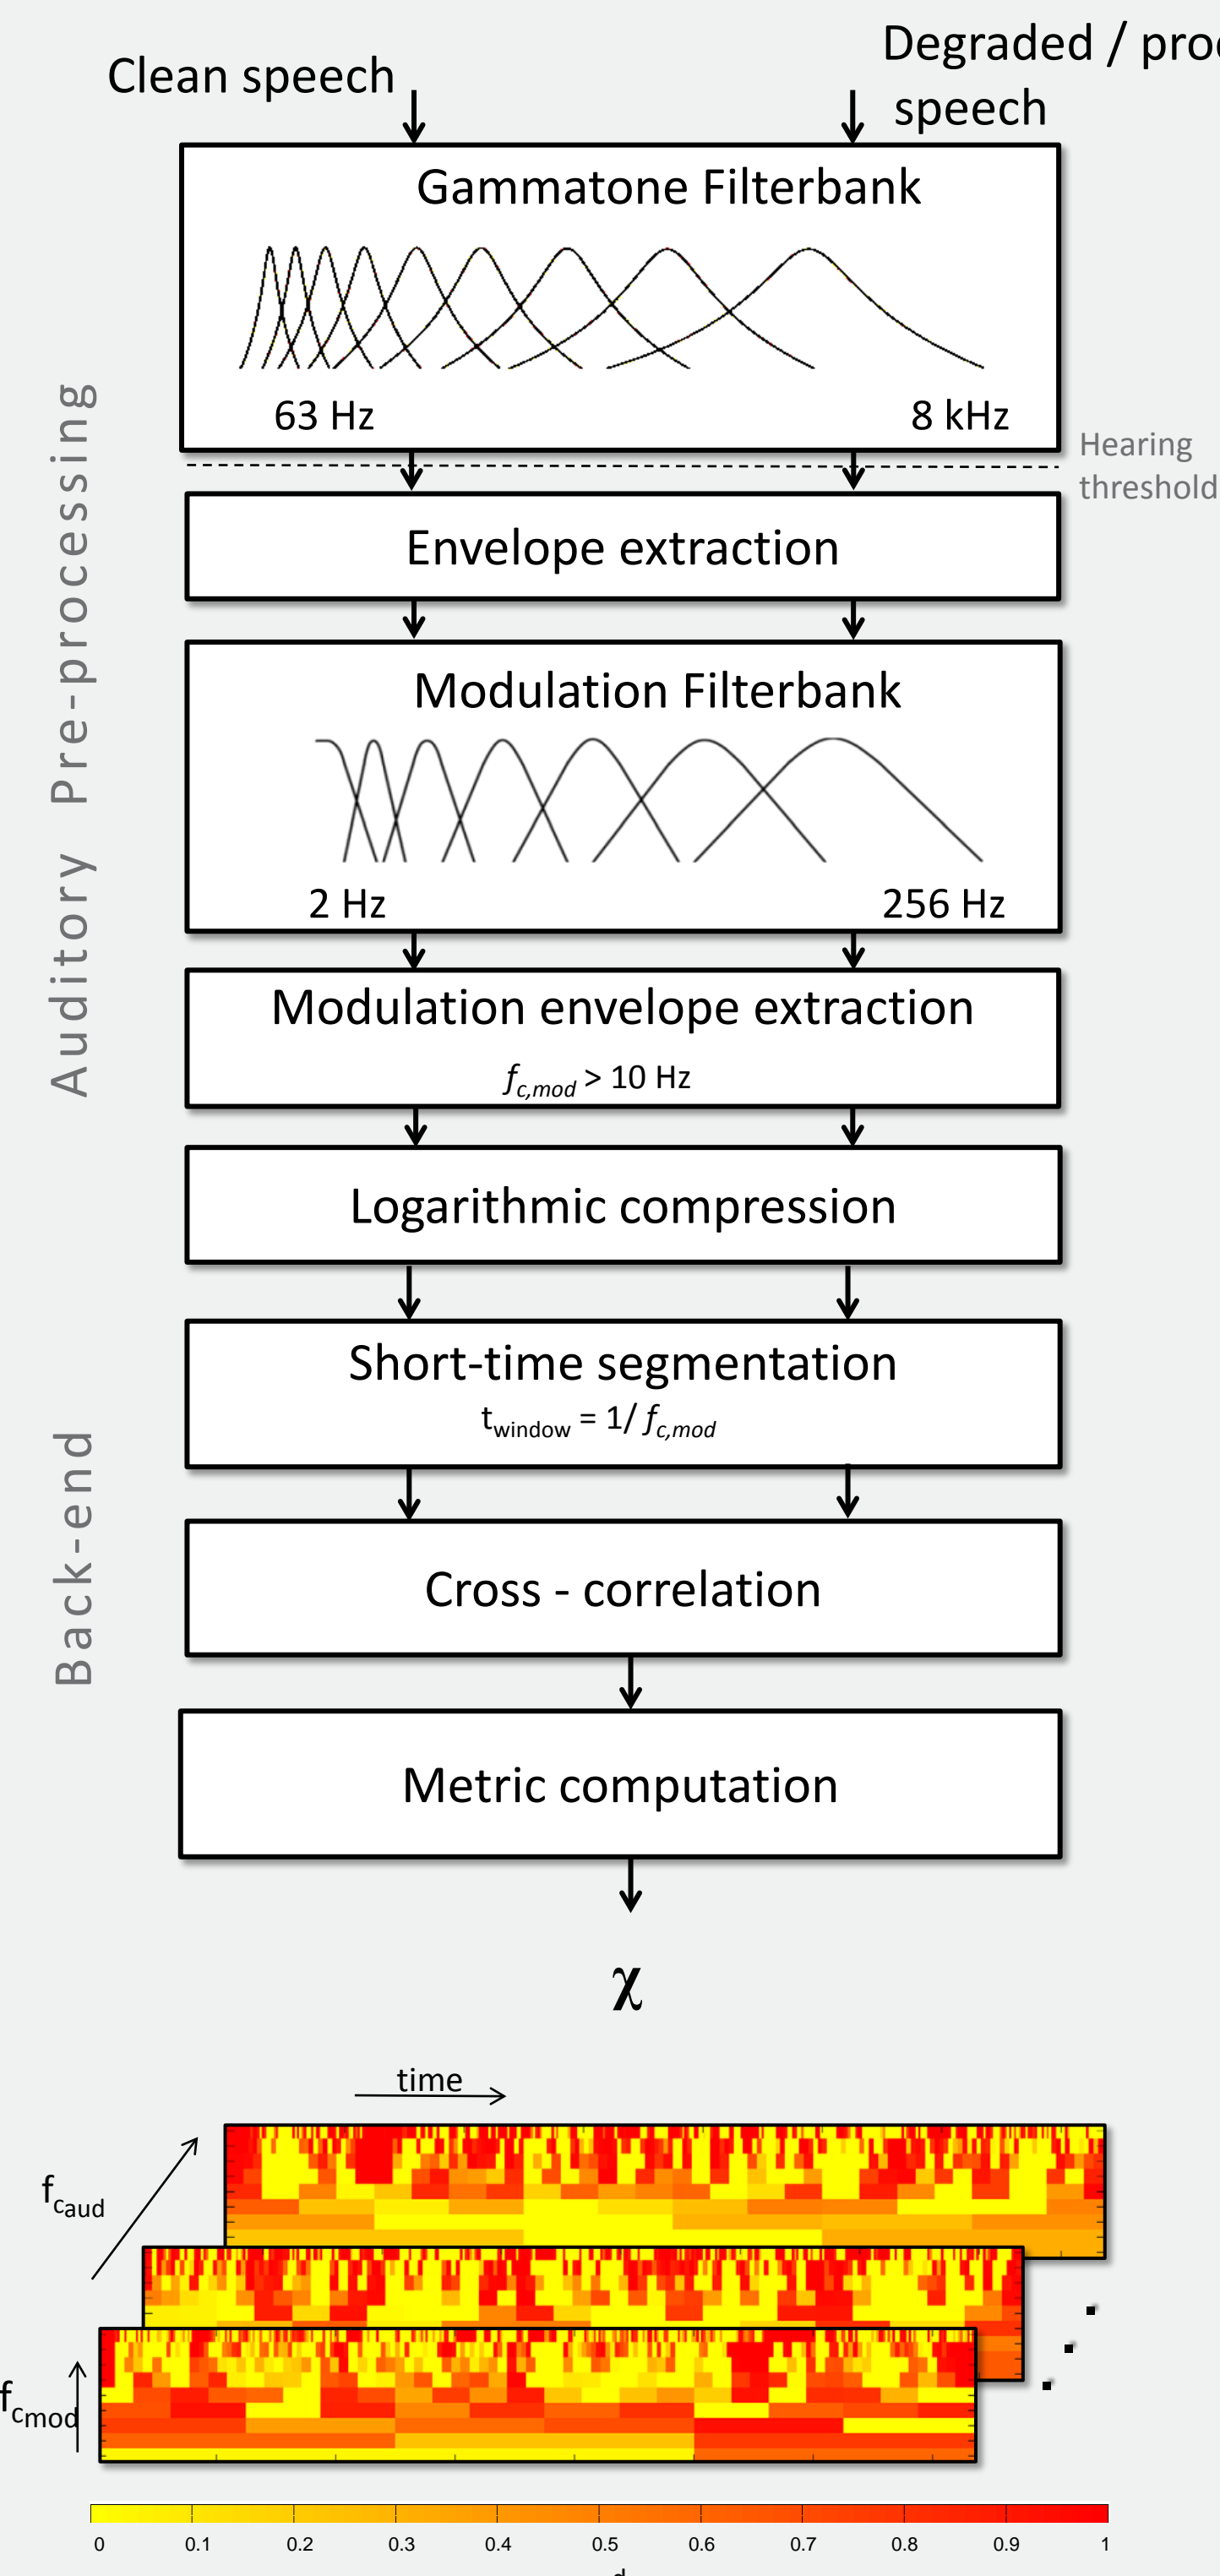 Clean speech
Degraded /
speech
Gammatone Filterbank
63 Hz
8 kHz
Hearing
threshold
Envelope extraction
Modulation Filterbank
2 Hz
256 Hz
Modulation envelope extraction
fc,mod > 10 Hz
Logarithmic compression
Auditory Pre-processing
Short-time segmentation
twindow = 1/ fc,mod
Cross - correlation
Metric computation
Back-end
χ
time
fcaud
fcmod
0 0.1 0.2 0.3 0.4 0.5 0.6 0.7 0.8 0.9 1